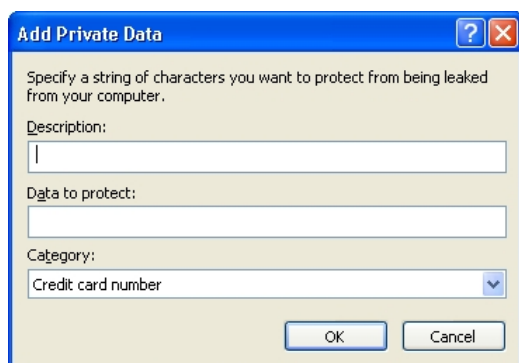 Add Private Data
Specify a string of characters you want to protect from being leaked
from your computer.
Description:
Data to protect:
Category:
Credit card number
OK Cancel